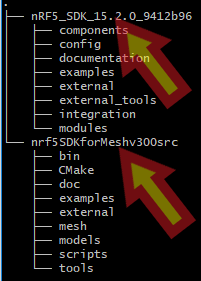 .
nRF5_SDK_15.2.0_9412b96
components
config
documentation
examples
external
external_tools
integration
modules
nrf5SDKforMeshv300src
bin
CMake
doc
examples
external
mesh
models
scripts
tools